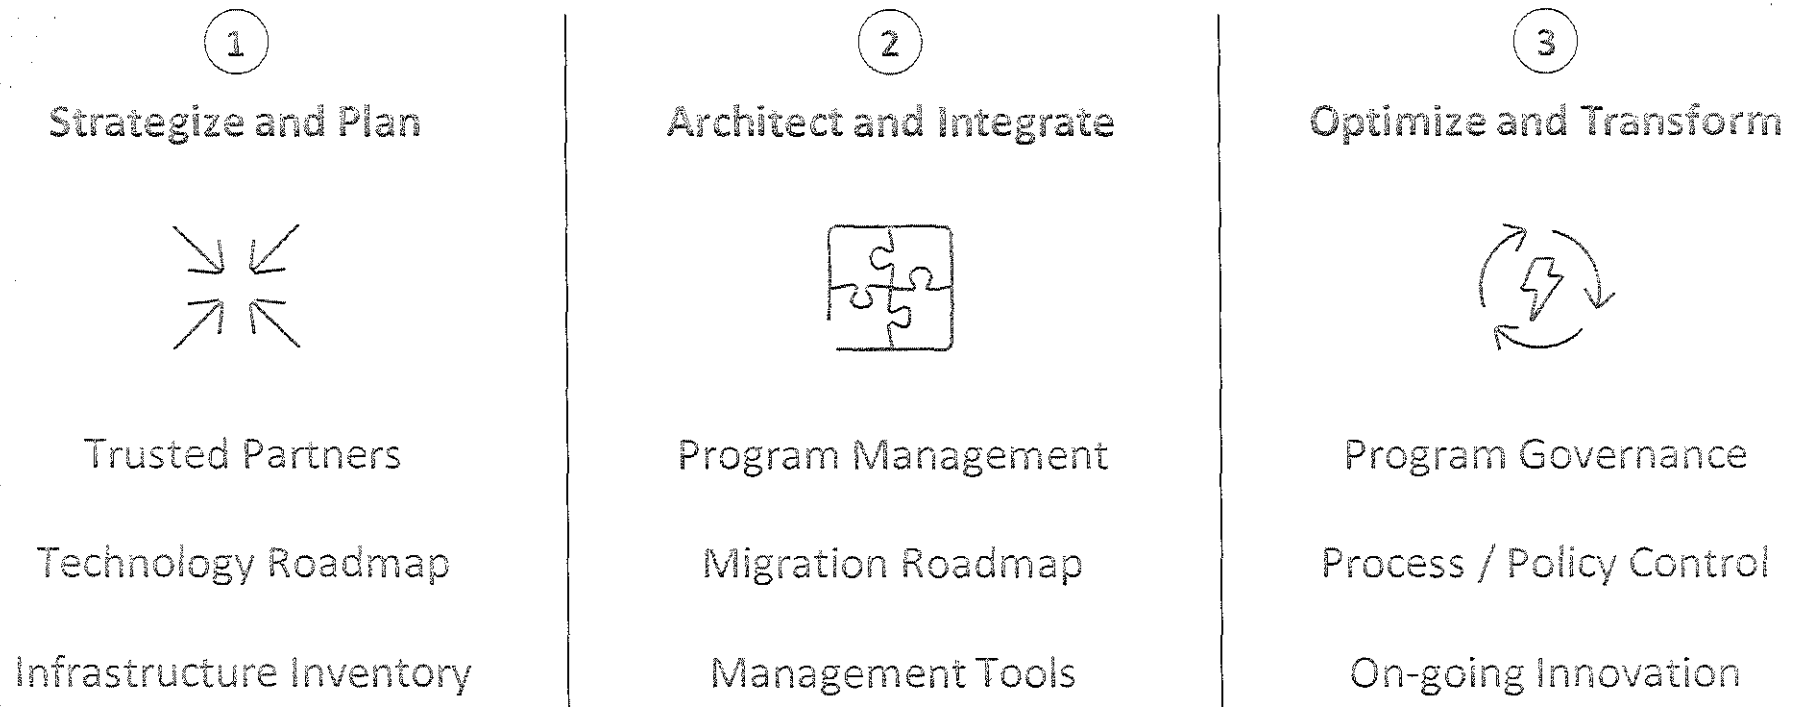 1
Strategize and Plan
Trusted Partners
Technology Roadmap
Infrastructure Inventory
2
Architect and Integrate
Program Management
Migration Roadmap
Management Tools
3
Optimize and Transform
Program Governance
Process / Policy Control
On-going Innovation